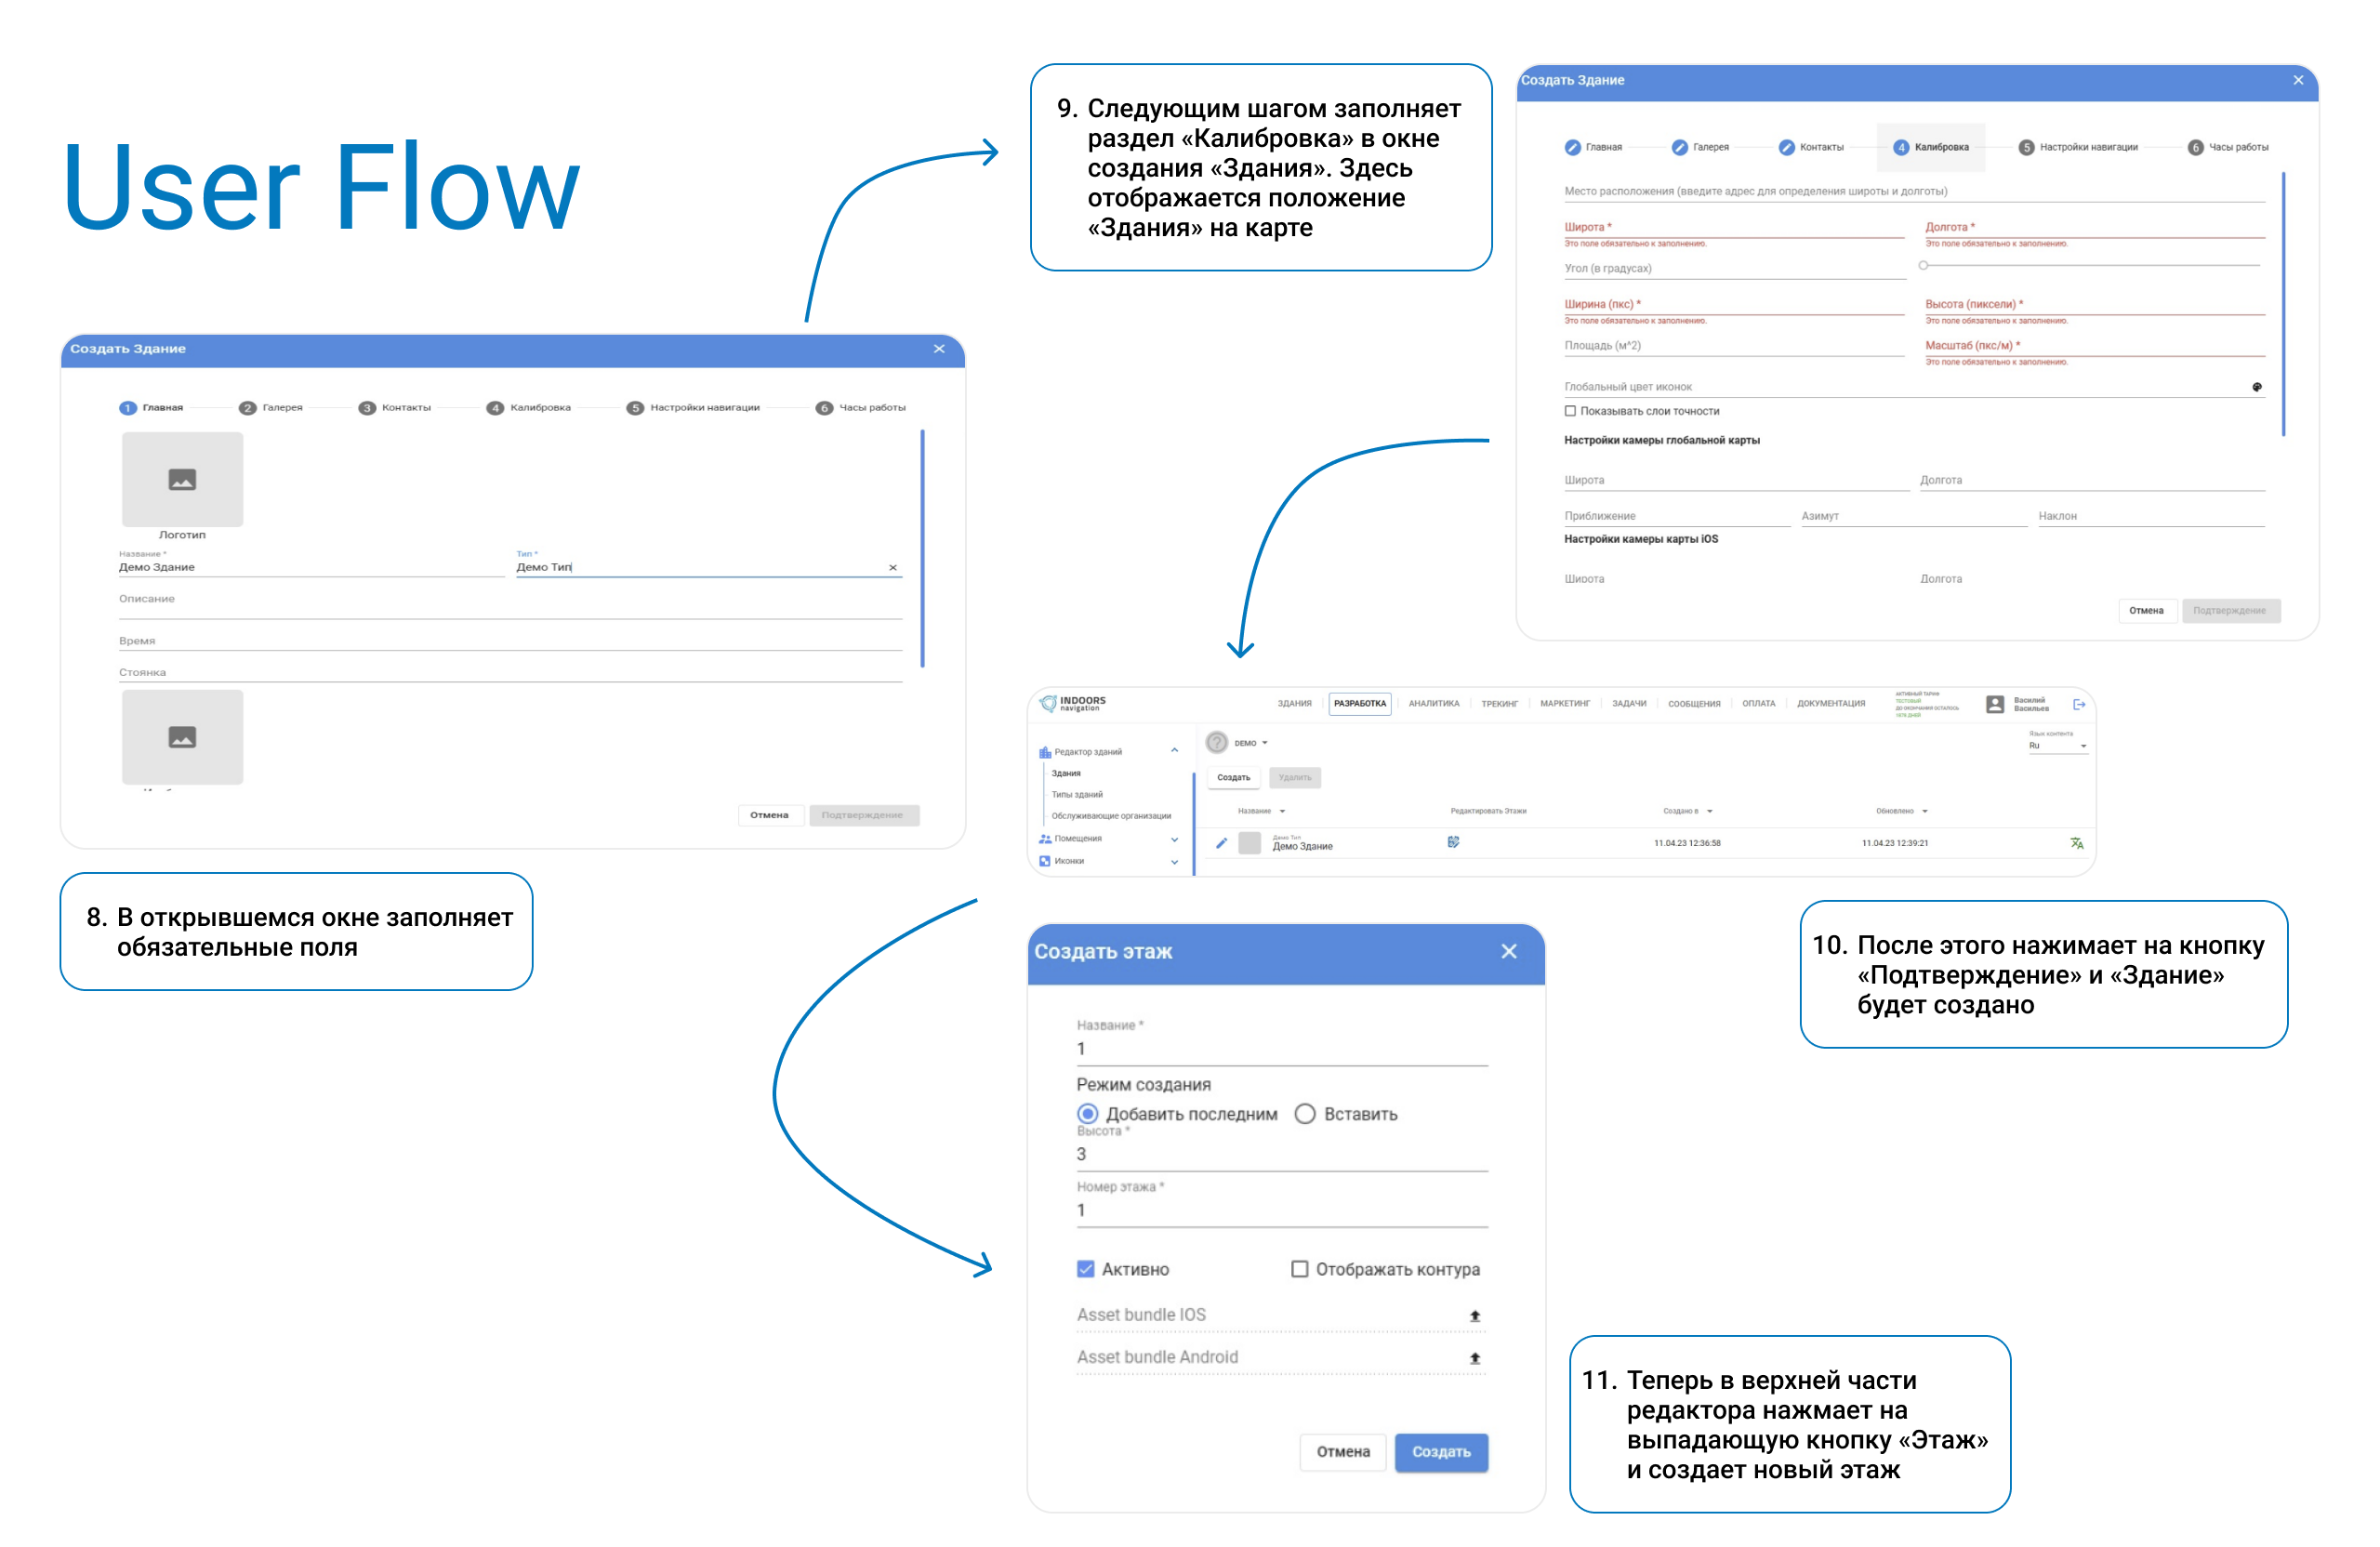 User Flow
Создать Здание
1 Главная 2 Галерея 3 Контакты 4 Калибровка 5 Настройки навигации 6 Часы работы
Логотип
Название * Тип *
Демо Здание Демо Тип
Описание
Время
Стоянка
Отмена Подтверждение
8. В открывшемся окне заполняет
обязательные поля
9. Следующим шагом заполняет
раздел «Калибровка» в окне
создания «Здания». Здесь
отображается положение
«Здания» на карте
Создать Здание
Главная Галерея Контакты 4 Калибровка 5 Настройки навигации 6 Часы работы
Место расположения (введите адрес для определения широты и долготы)
Широта * Долгота *
Это поле обязательно к заполнению. Это поле обязательно к заполнению.
Угол (в градусах)
Ширина (пкс) * Высота (пиксели) *
Это поле обязательно к заполнению. Это поле обязательно к заполнению.
Площадь (м^2) Масштаб (пкс/м) *
Это поле обязательно к заполнению.
Глобальный цвет иконок
Показывать слои точности
Настройки камеры глобальной карты
Широта Долгота
Приближение Азимут Наклон
Настройки камеры карты iOS
Широта Долгота
Отмена Подтверждение
INDOORS
navigation
ЗДАНИЯ РАЗРАБОТКА АНАЛИТИКА ТРЕКИНГ МАРКЕТИНГ ЗАДАЧИ СООБЩЕНИЯ ОПЛАТА ДОКУМЕНТАЦИЯ
АКТИВНЫЙ ТАРИФ
ТЕСТОВЫЙ
ДО ОКОНЧАНИЯ ОСТАЛОСЬ
ДНЕЙ
Василий
Васильев
Редактор зданий
Здания
Типы зданий
Обслуживающие организации
Помещения
Иконки
? DEMO
Язык контента
Ru
Создать Удалить
Название Редактировать Этажи Создано в Обновлено
Демо Тип
Демо Здание 11.04.23 12:36:58 11.04.23 12:39:21
10. После этого нажимает на кнопку
«Подтверждение» и «Здание»
будет создано
Создать этаж
Название *
1
Режим создания
Добавить последним Вставить
Высота *
3
Номер этажа *
1
Активно Отображать контура
Asset bundle IOS
Asset bundle Android
Отмена Создать
11. Теперь в верхней части
редактора нажмает на
выпадающую кнопку «Этаж»
и создает новый этаж